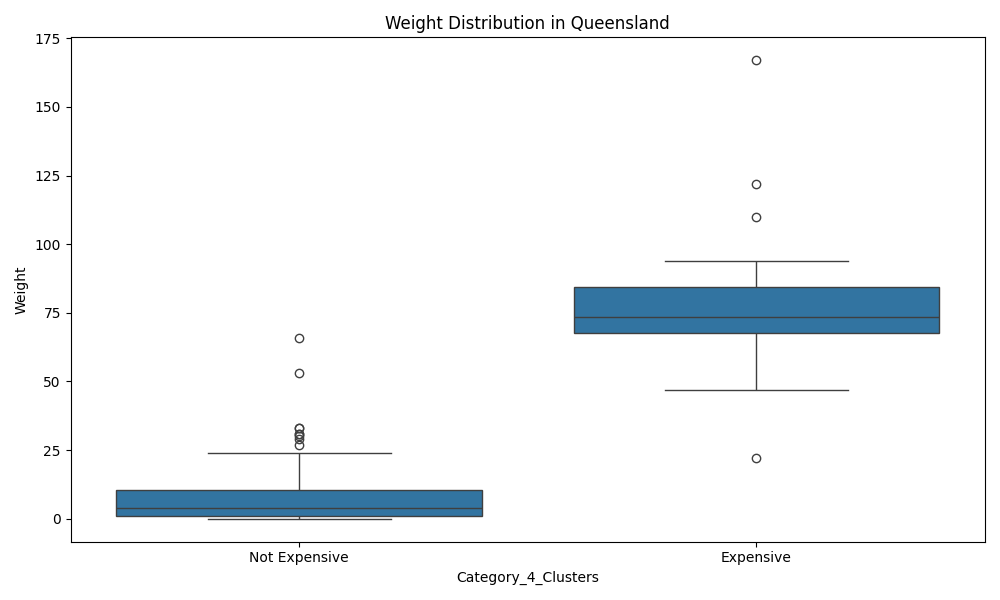 Weight Distribution in Queensland
175
150
125
100
75
50
25
0
Weight
Not Expensive
Expensive
Category_4_Clusters